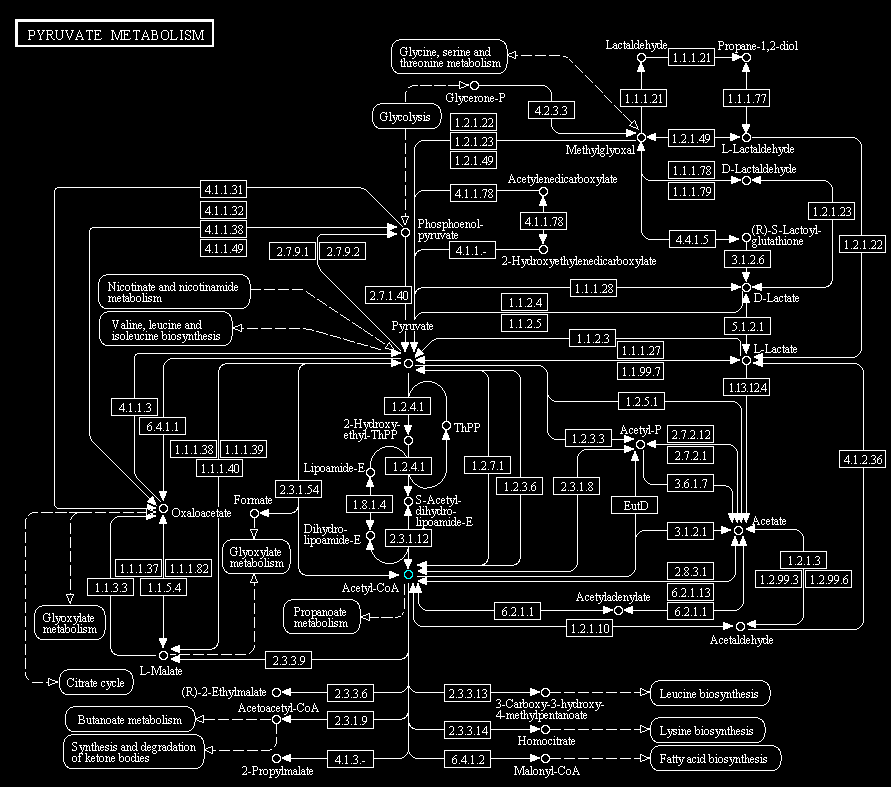 PYRUVATE METABOLISM
Glycine, serine and
threonine metabolism
Lactaldehyde
Propane-1,2-diol
1.1.1.21
Glycerone-P
4.2.3.3
1.1.1.21
1.1.1.77
Glycolysis
1.2.1.22
1.2.1.23
1.2.1.49
Methylglyoxal
1.2.1.49
L-Lactaldehyde
1.1.1.78
1.1.1.79
D-Lactaldehyde
4.1.1.31
4.1.1.32
4.1.1.38
4.1.1.49
4.1.1.78
Acetylenedicarboxylate
4.1.1.78
1.2.1.23
Phosphoenol-
pyruvate
4.4.1.5
(R)-S-Lactoyl-
glutathione
1.2.1.22
2.7.9.1
2.7.9.2
4.1.1.-
2-Hydroxyethylenedicarboxylate
3.1.2.6
Nicotinate and nicotinamide
metabolism
2.7.1.40
1.1.1.28
D-Lactate
1.1.2.4
1.1.2.5
Valine, leucine and
isoleucine biosynthesis
Pyruvate
5.1.2.1
1.1.2.3
1.1.1.27
1.1.99.7
L-Lactate
1.13.12.4
4.1.1.3
6.4.1.1
1.2.4.1
1.2.5.1
2-Hydroxy-
ethyl-ThPP
ThPP
Acetyl-P
1.2.3.3
2.7.2.12
2.7.2.1
1.1.1.38
1.1.1.39
1.1.1.40
Lipoamide-E
1.2.4.1
1.2.7.1
1.2.3.6
2.3.1.8
3.6.1.7
4.1.2.36
2.3.1.54
Formate
1.8.1.4
S-Acetyl-
dihydro-
lipoamide-E
EutD
Oxaloacetate
Dihydro-
lipoamide-E
2.3.1.12
3.1.2.1
Acetate
Glyoxylate
metabolism
1.1.1.37
1.1.1.82
1.1.3.3
1.1.5.4
Acetyl-CoA
2.8.3.1
1.2.1.3
1.2.99.3
1.2.99.6
Glyoxylate
metabolism
Propanoate
metabolism
6.2.1.1
Acetyladenylate
6.2.1.13
6.2.1.1
1.2.1.10
Acetaldehyde
L-Malate
2.3.3.9
Citrate cycle
(R)-2-Ethylmalate
2.3.3.6
2.3.3.13
3-Carboxy-3-hydroxy-
4-methylpentanoate
Leucine biosynthesis
Butanoate metabolism
Acetoacetyl-CoA
2.3.1.9
2.3.3.14
Homocitrate
Lysine biosynthesis
Synthesis and degradation
of ketone bodies
2-Propylmalate
4.1.3.-
6.4.1.2
Malonyl-CoA
Fatty acid biosynthesis